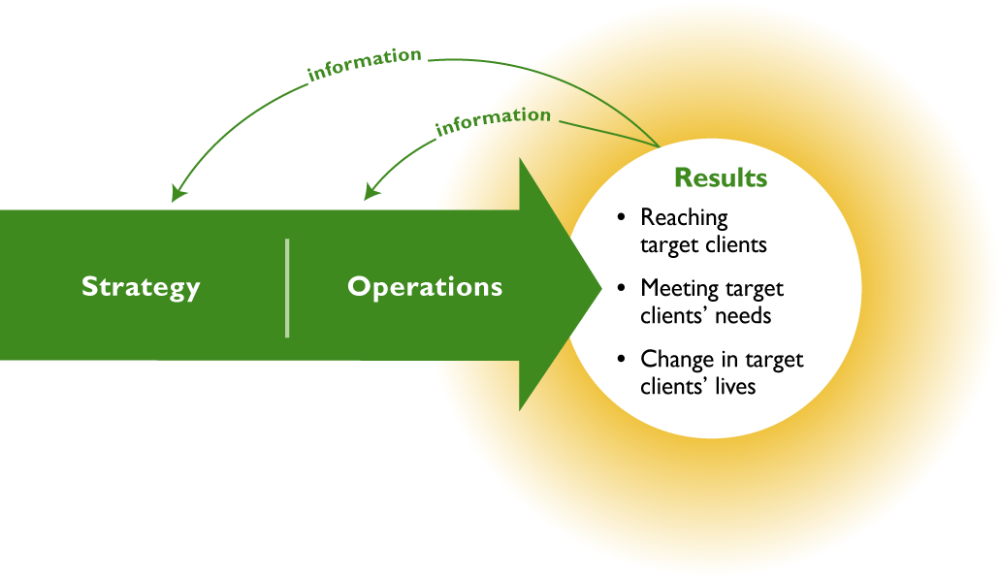 information
information
Results
• Reaching
target clients
• Meeting target
clients’ needs
• Change in target
clients’ lives
Strategy
Operations